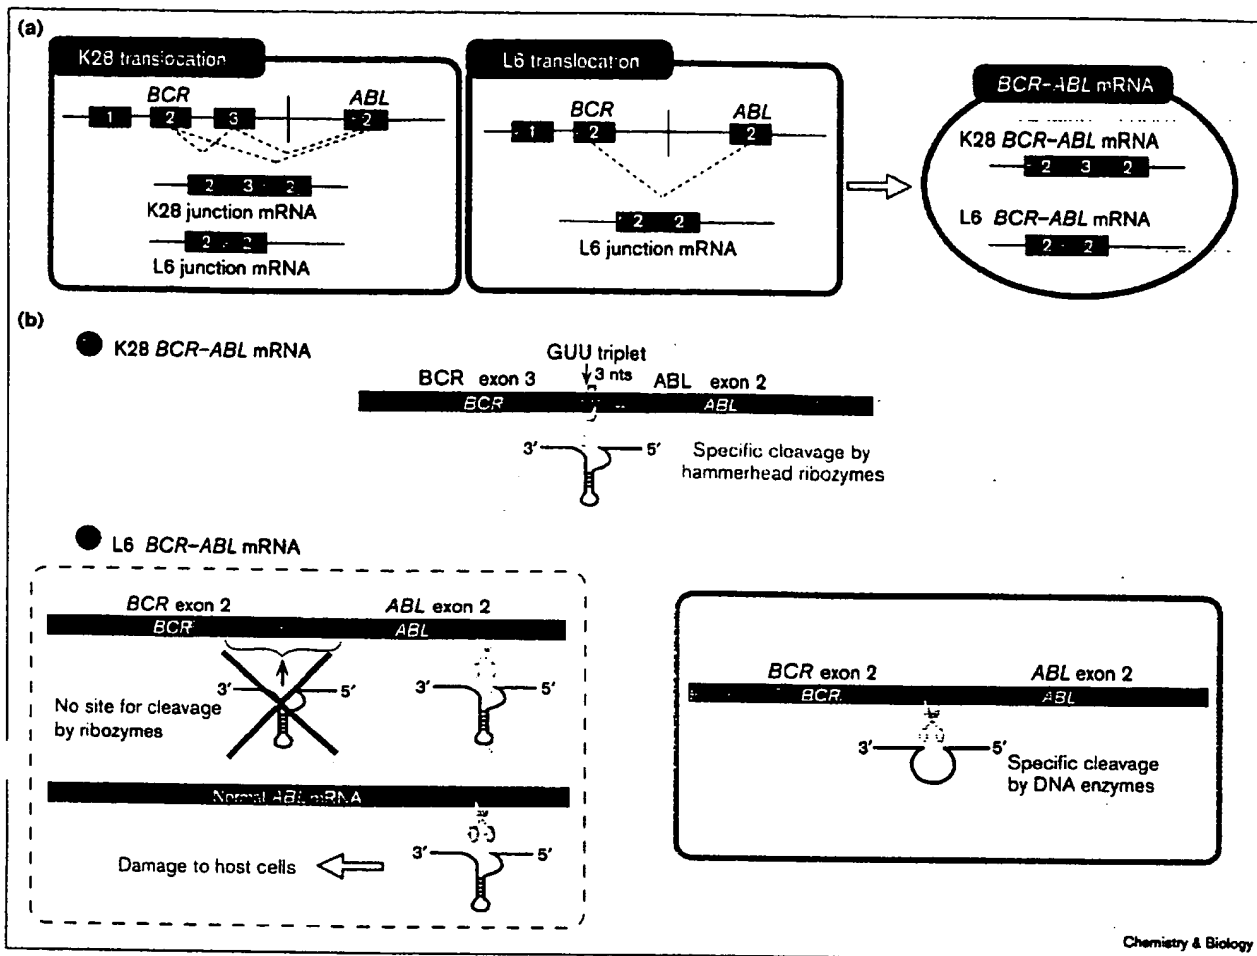 (a)
K28 translocation
BCR
ABL
1
2
3
2
2 3 2
K28 junction mRNA
2 2
L6 junction mRNA
L6 translocation
BCR
ABL
1
2
2
2 2
L6 junction mRNA
BCR–ABL mRNA
K28 BCR–ABL mRNA
2 3 2
L6 BCR–ABL mRNA
2 2
(b)
K28 BCR–ABL mRNA
GUU triplet
3 nts
BCR exon 3
ABL exon 2
BCR
ABL
3′
5′
Specific cleavage by
hammerhead ribozymes
L6 BCR–ABL mRNA
BCR exon 2
ABL exon 2
BCR
ABL
3′
5′
3′
5′
No site for cleavage
by ribozymes
Normal ABL mRNA
Damage to host cells
3′
5′
BCR exon 2
ABL exon 2
BCR
ABL
3′
5′
Specific cleavage
by DNA enzymes
Chemistry & Biology